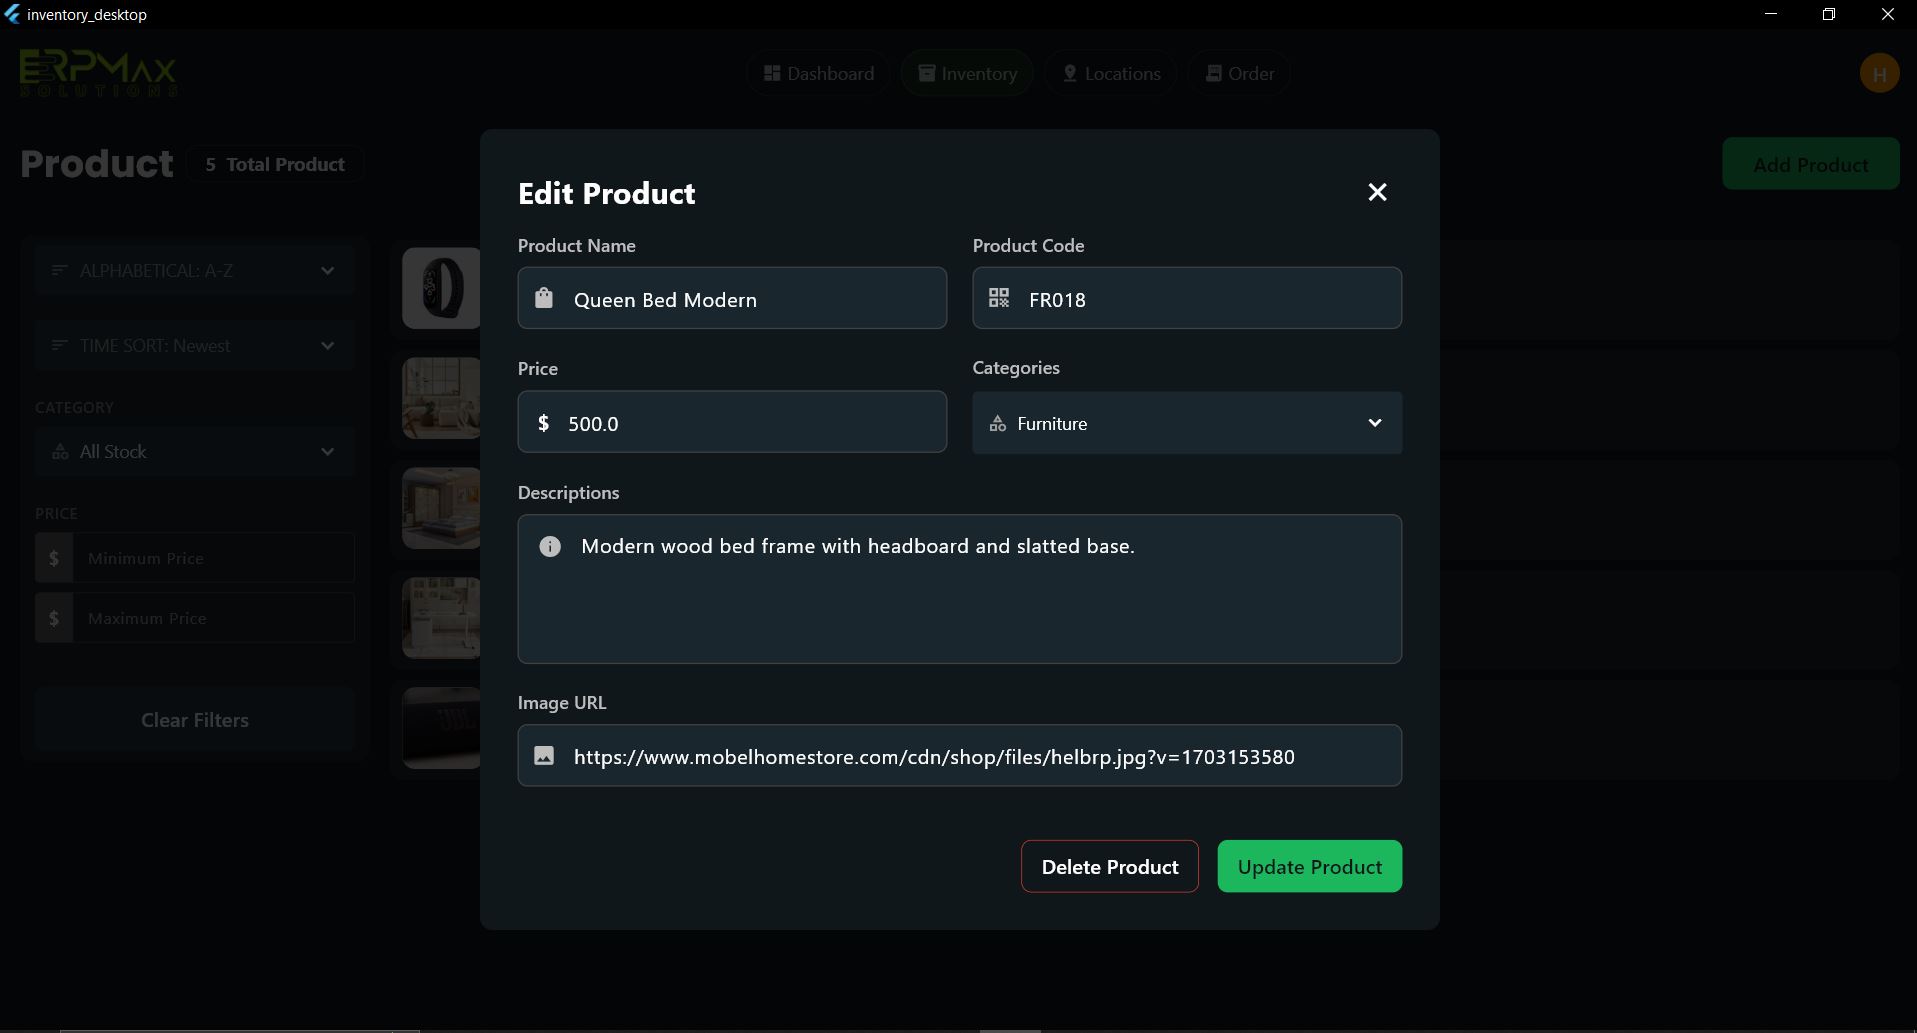 inventory_desktop
ERPMAX
SOLUTIONS
Dashboard
Inventory
Locations
Order
H
Product
5 Total Product
Add Product
ALPHABETICAL: A-Z
TIME SORT: Newest
CATEGORY
All Stock
PRICE
$ Minimum Price
$ Maximum Price
Clear Filters
JBL
Edit Product
Product Name
Product Code
Queen Bed Modern
FR018
Price
Categories
$ 500.0
Furniture
Descriptions
Modern wood bed frame with headboard and slatted base.
Image URL
https://www.mobelhomestore.com/cdn/shop/files/helbrp.jpg?v=1703153580
Delete Product
Update Product